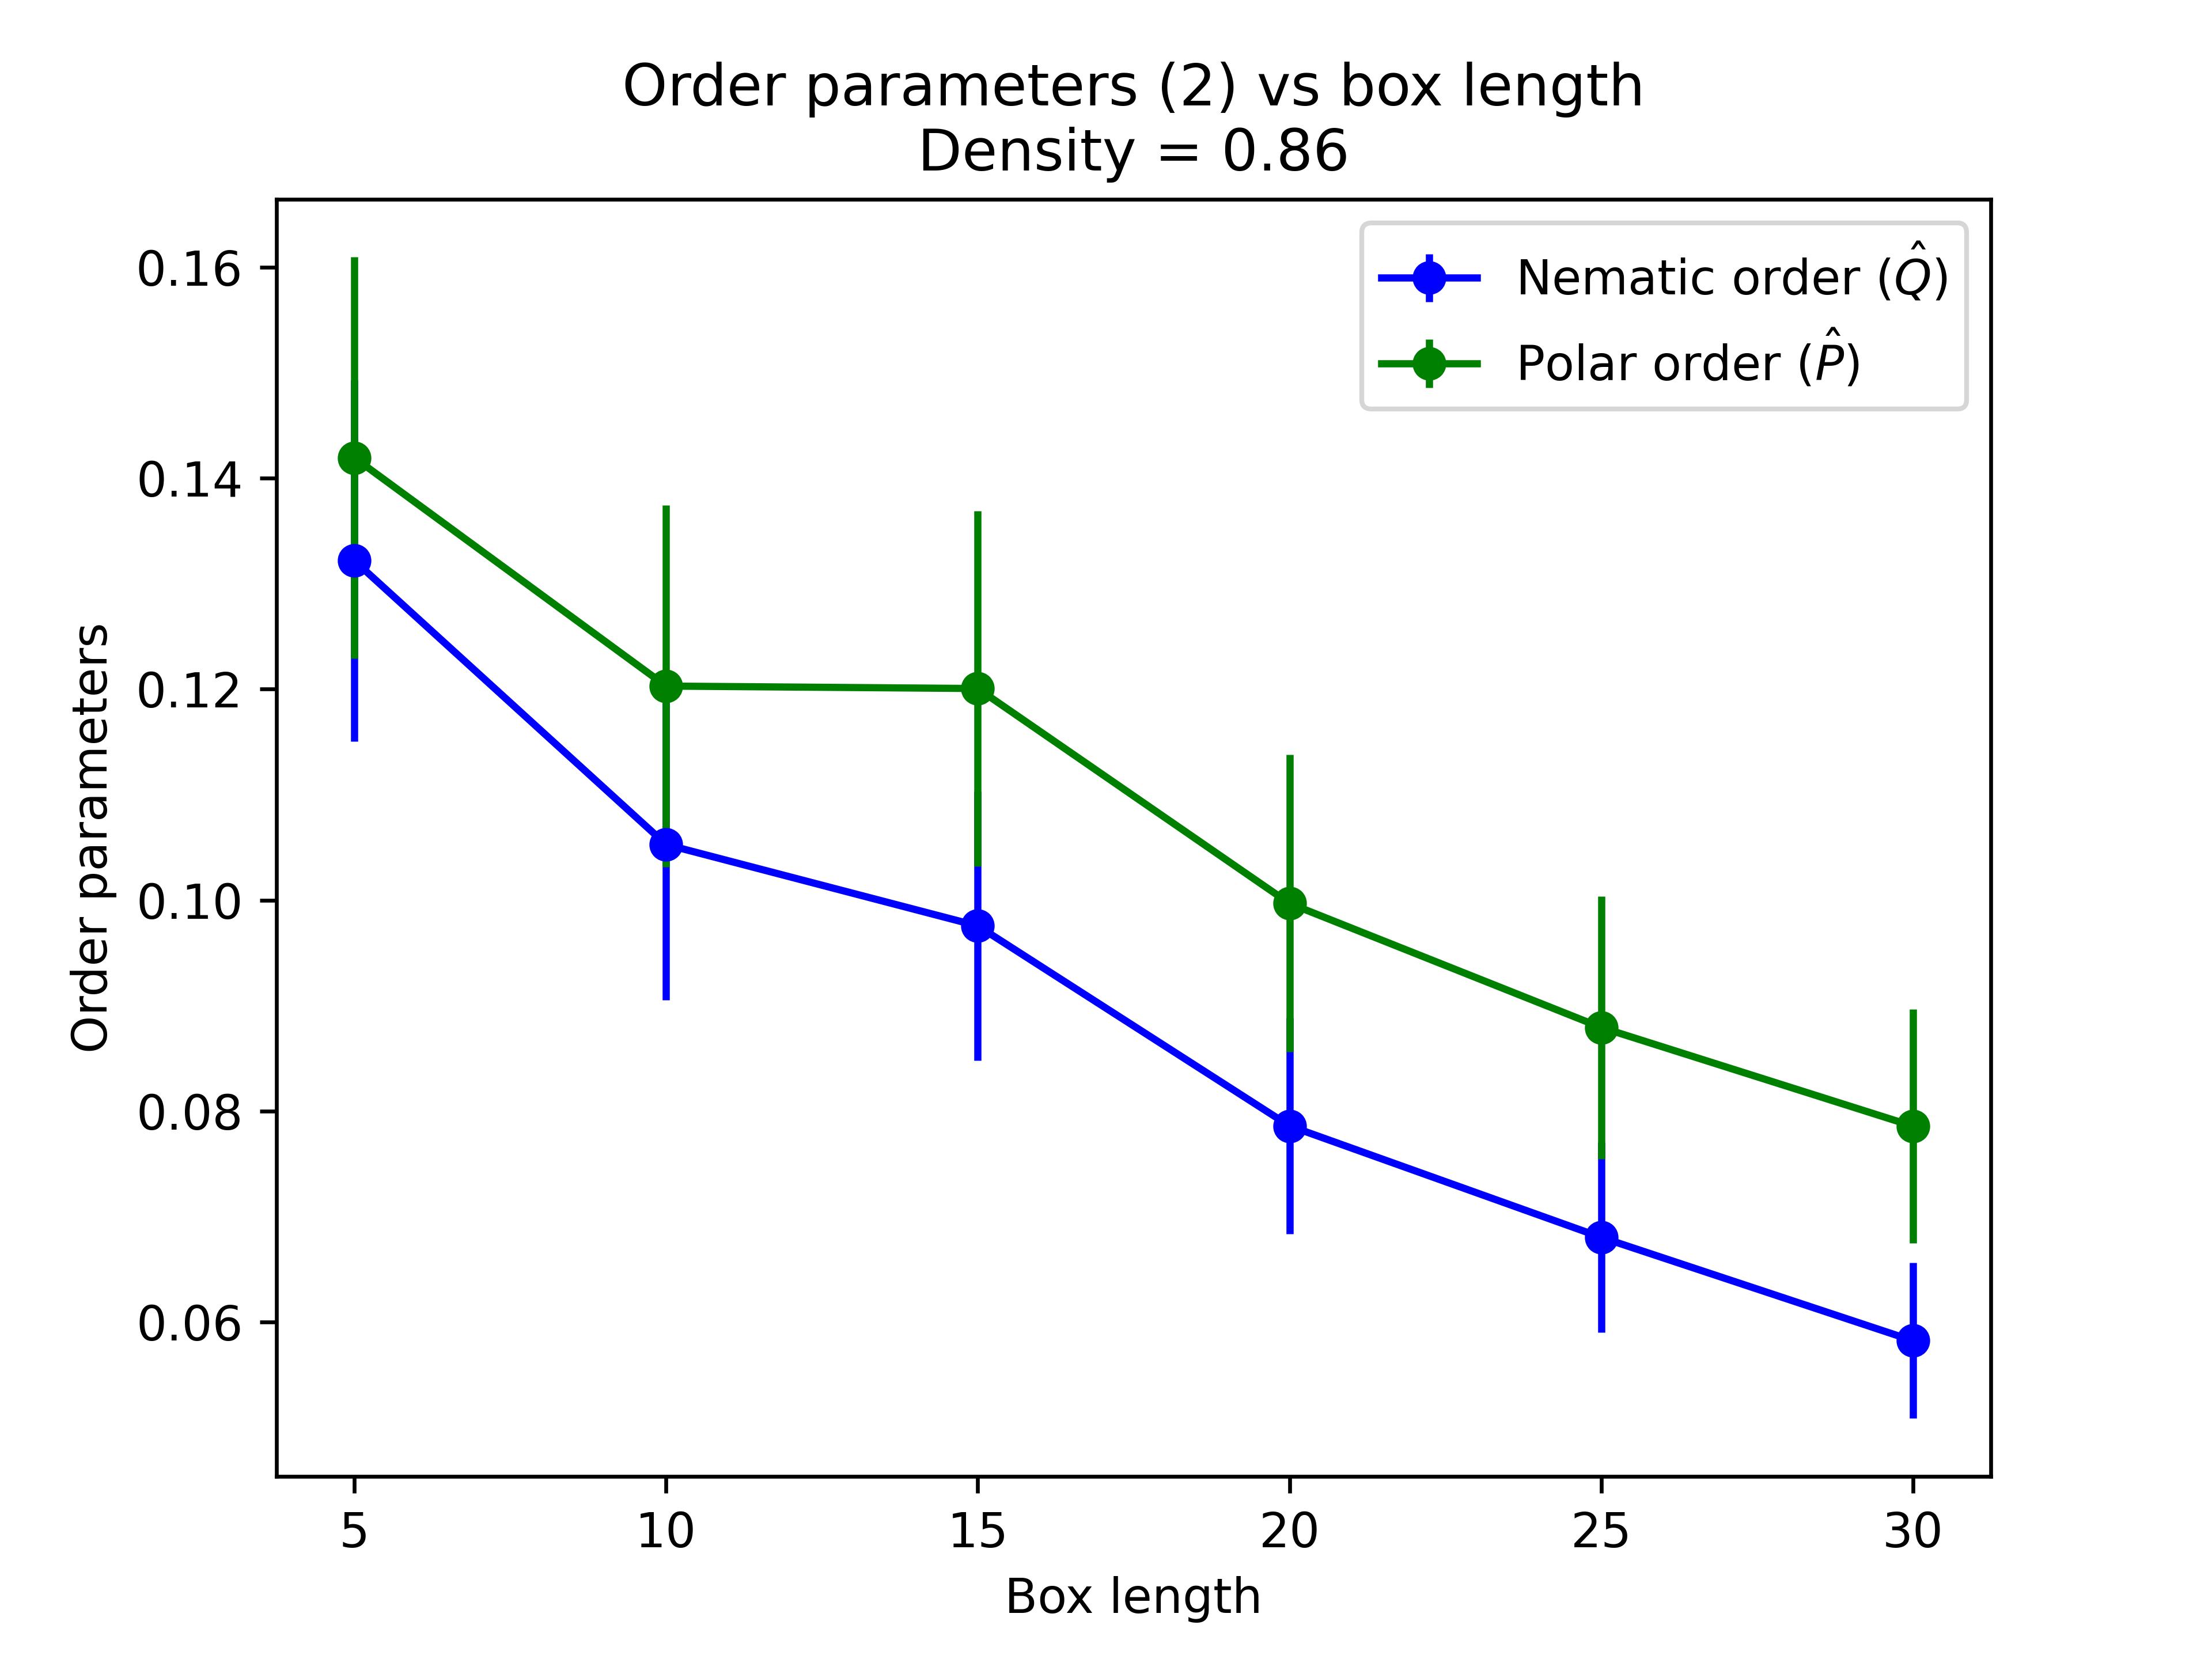 Order parameters (2) vs box length
Density = 0.86
Nematic order (Q̂)
Polar order (P̂)
0.16
0.14
0.12
0.10
0.08
0.06
Order parameters
5 10 15 20 25 30
Box length